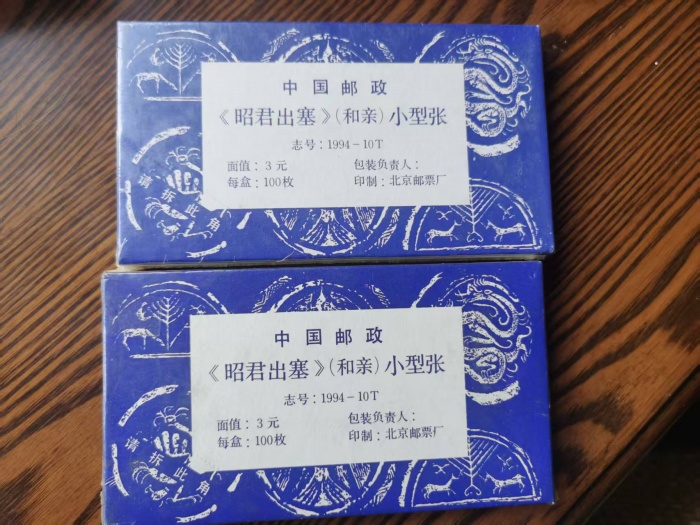 中国邮政
《昭君出塞》(和亲)小型张
志号：1994－10T
面值：3元 包装负责人：
每盒：100枚 印制：北京邮票厂
请拆此角
中国邮政
《昭君出塞》(和亲)小型张
志号：1994－10T
面值：3元 包装负责人：
每盒：100枚 印制：北京邮票厂
请拆此角